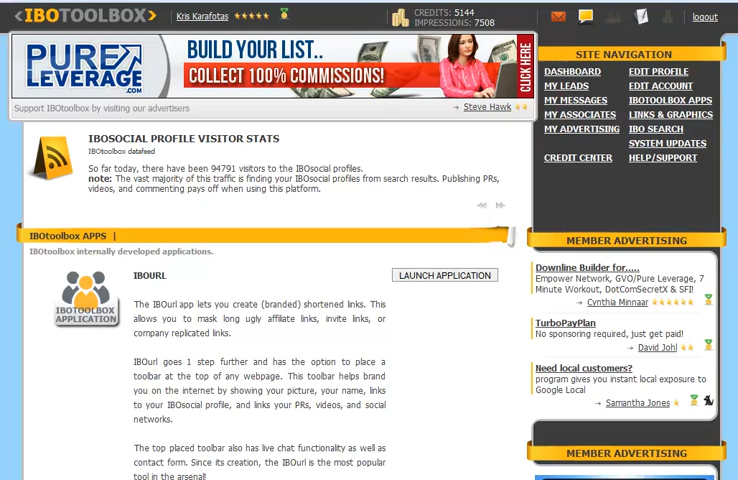 <IBOTOOLBOX>
Kris Karafotas
CREDITS: 5144
IMPRESSIONS: 7508
logout
PURE
LEVERAGE
.COM
BUILD YOUR LIST..
COLLECT 100% COMMISSIONS!
CLICK HERE
Support IBOtoolbox by visiting our advertisers
→ Steve Hawk
IBOSOCIAL PROFILE VISITOR STATS
IBOtoolbox datafeed
So far today, there have been 94791 visitors to the IBOsocial profiles.
note: The vast majority of this traffic is finding your IBOsocial profiles from search results. Publishing PRs,
videos, and commenting pays off when using this platform.
IBOtoolbox APPS |
IBOtoolbox internally developed applications.
IBOTOOLBOX
APPLICATION
IBOURL
LAUNCH APPLICATION
The IBOurl app lets you create (branded) shortened links. This
allows you to mask long ugly affiliate links, invite links, or
company replicated links.
IBOUrl goes 1 step further and has the option to place a
toolbar at the top of any webpage. This toolbar helps brand
you on the internet by showing your picture, your name, links
to your IBOsocial profile, and links your PRs, videos, and social
networks.
The top placed toolbar also has live chat functionality as well as
contact form. Since its creation, the IBOUrl is the most popular
tool in the arsenal!
SITE NAVIGATION
DASHBOARD
EDIT PROFILE
MY LEADS
EDIT ACCOUNT
MY MESSAGES
IBOTOOLBOX APPS
MY ASSOCIATES
LINKS & GRAPHICS
MY ADVERTISING
IBO SEARCH
SYSTEM UPDATES
CREDIT CENTER
HELP/SUPPORT
MEMBER ADVERTISING
Downline Builder for.....
Empower Network, GVO/Pure Leverage, 7
Minute Workout, DotComSecretX & SFI!
→ Cynthia Minnaar
TurboPayPlan
No sponsoring required, just get paid!
→ David Johl
Need local customers?
program gives you instant local exposure to
Google Local
→ Samantha Jones
MEMBER ADVERTISING